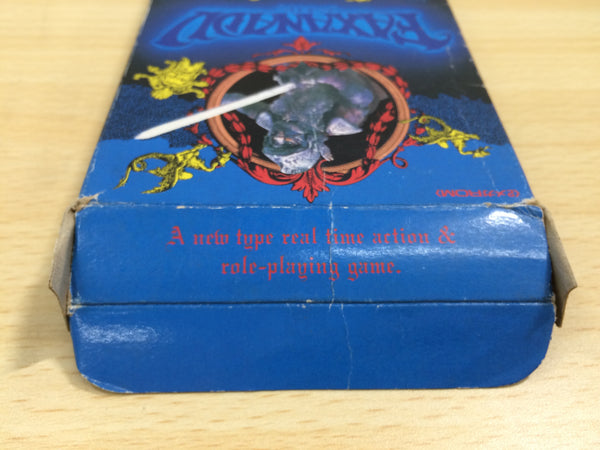 FAXANADU
A new type real time action &
role-playing game.